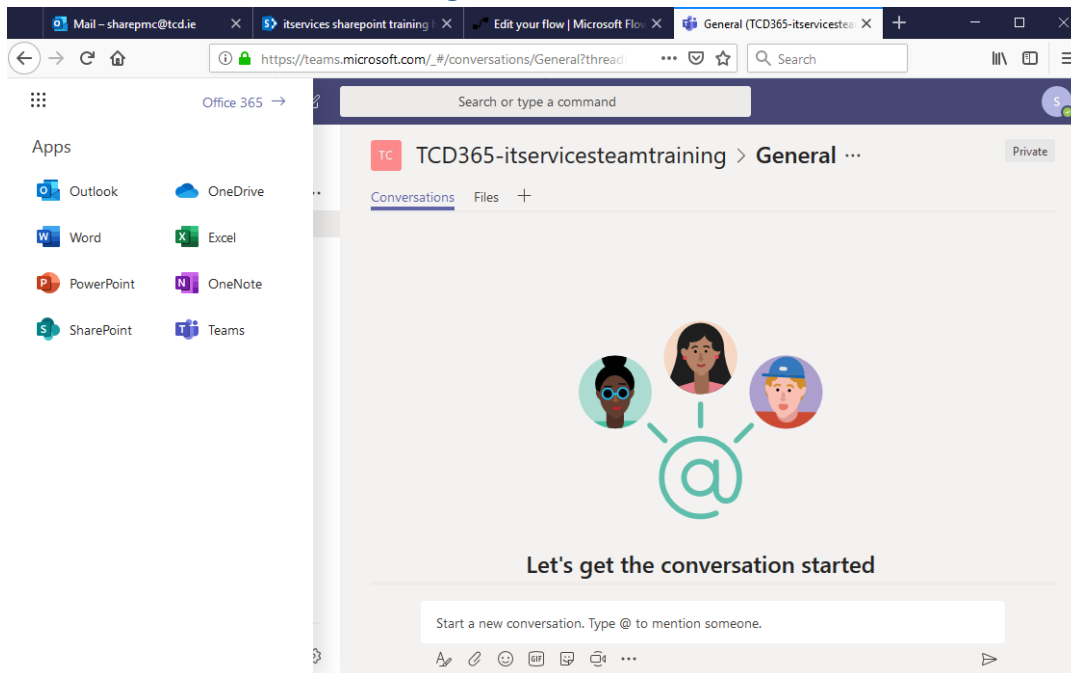 Mail – sharepmc@tcd.ie
itservices sharepoint training
Edit your flow | Microsoft Flow
General (TCD365-itservicestea
https://teams.microsoft.com/_#/conversations/General?thread
Search
Office 365 →
Search or type a command
S
Apps
Outlook
OneDrive
Word
Excel
PowerPoint
OneNote
SharePoint
Teams
TC
TCD365-itservicesteamtraining > General ...
Private
Conversations Files +
@
Let's get the conversation started
Start a new conversation. Type @ to mention someone.
GIF